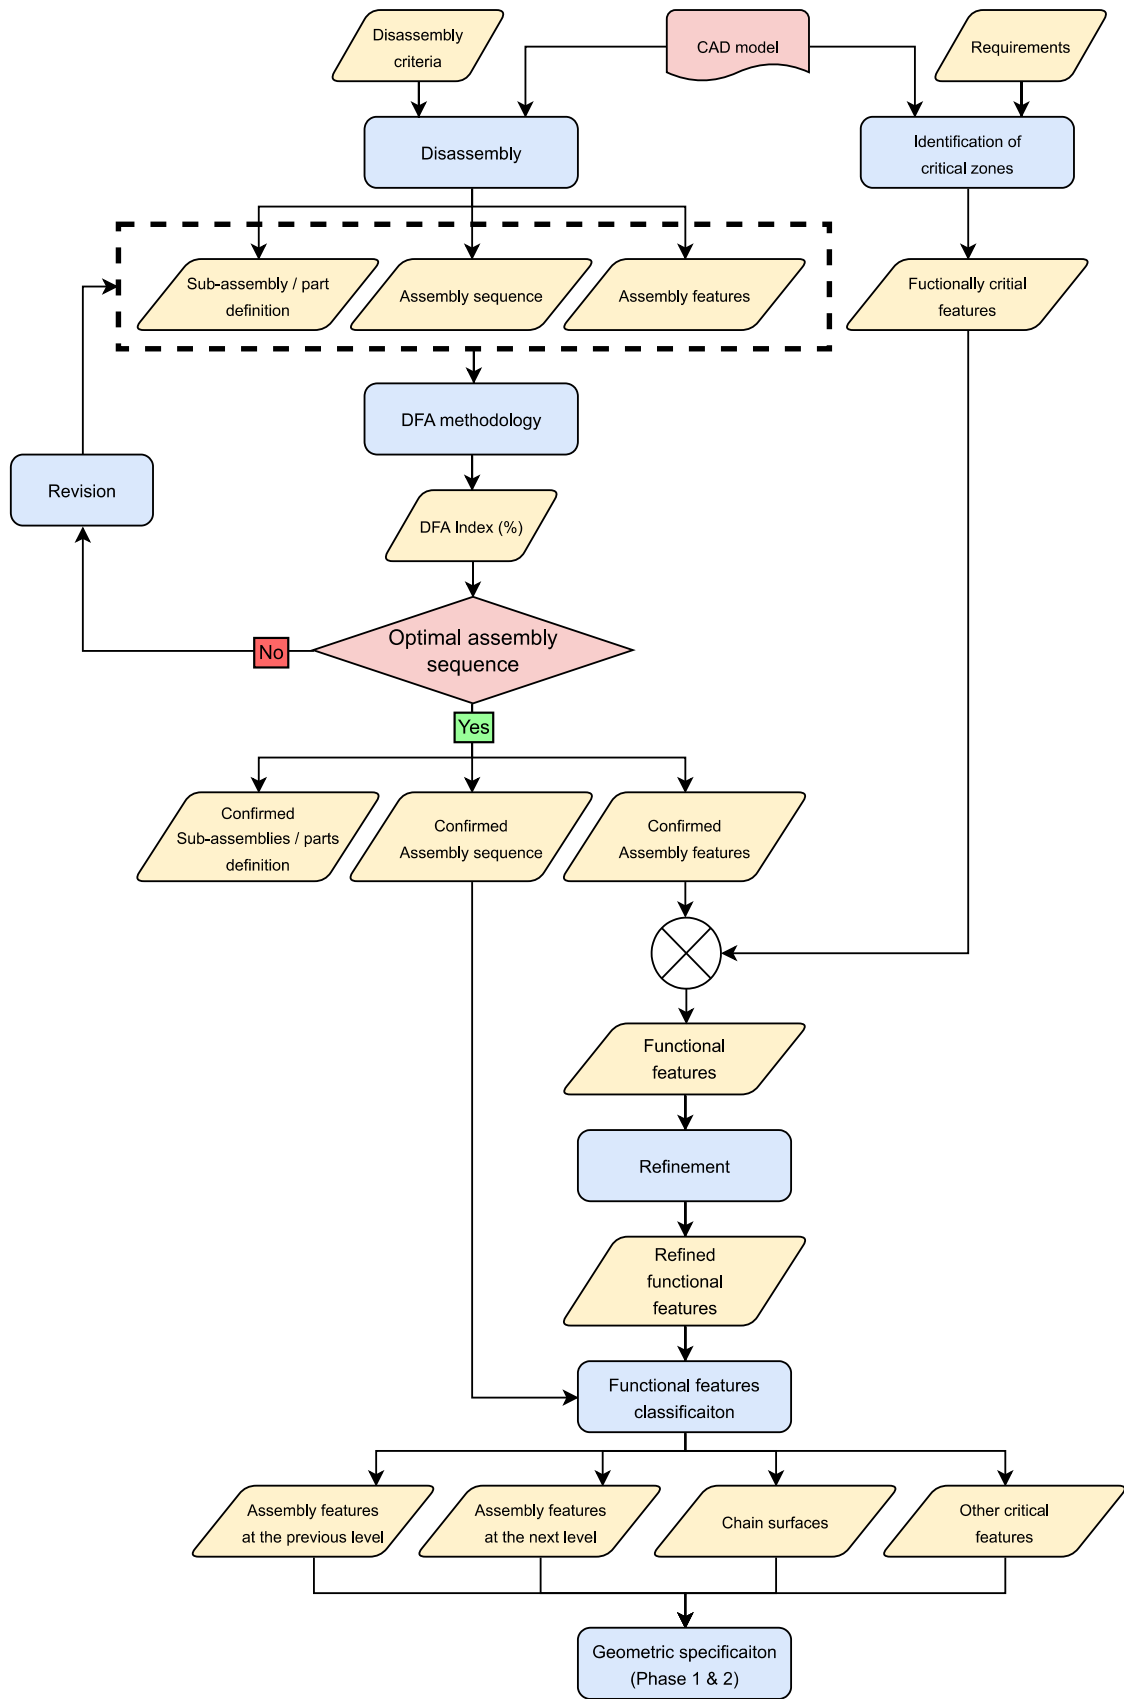 Disassembly
criteria
CAD model
Requirements
Disassembly
Identification of
critical zones
Sub-assembly / part
definition
Assembly sequence
Assembly features
Fuctionally critial
features
DFA methodology
Revision
DFA Index (%)
Optimal assembly
sequence
No
Yes
Confirmed
Sub-assemblies / parts
definition
Confirmed
Assembly sequence
Confirmed
Assembly features
Functional
features
Refinement
Refined
functional
features
Functional features
classificaiton
Assembly features
at the previous level
Assembly features
at the next level
Chain surfaces
Other critical
features
Geometric specificaiton
(Phase 1 & 2)